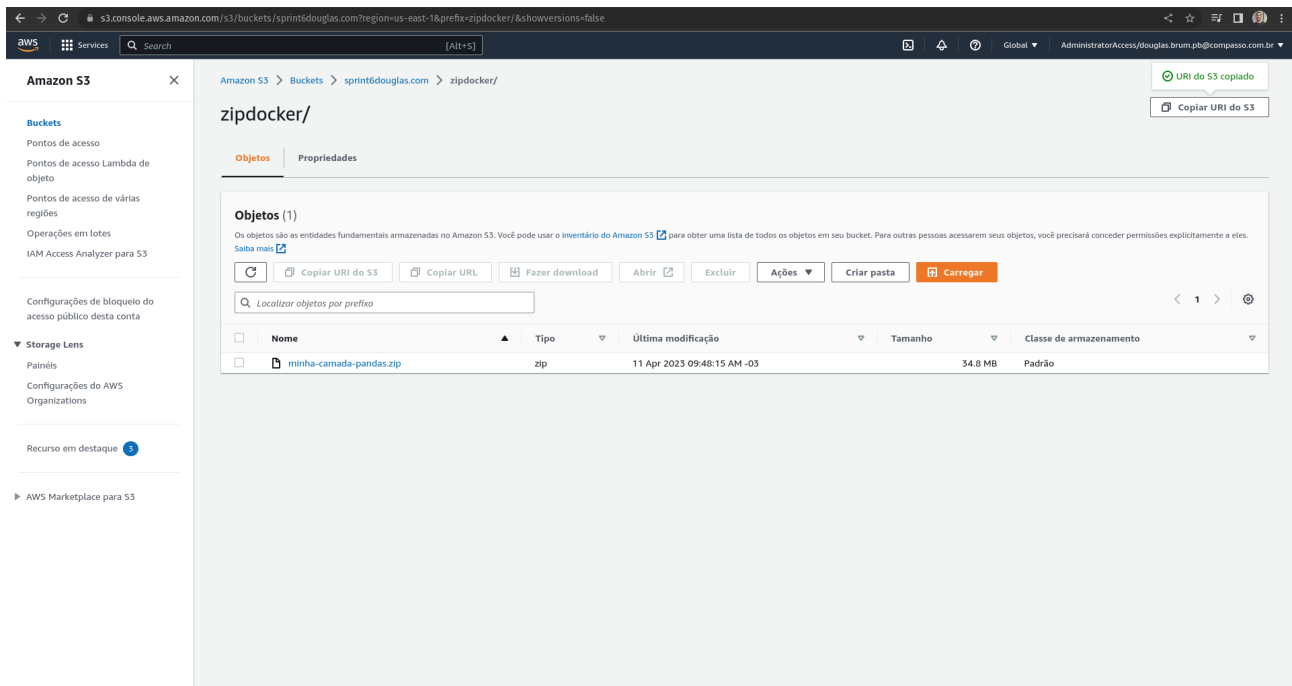 s3.console.aws.amazon.com/s3/buckets/sprint6douglas.com?region=us-east-1&prefix=zipdocker/&showversions=false
aws Services Search [Alt+S] Global ▼ AdministratorAccess/douglas.brum.pb@compasso.com.br ▼
Amazon S3
Buckets
Pontos de acesso
Pontos de acesso Lambda de
objeto
Pontos de acesso de várias
regiões
Operações em lotes
IAM Access Analyzer para S3
Configurações de bloqueio do
acesso público desta conta
▼ Storage Lens
Painéis
Configurações do AWS
Organizations
Recurso em destaque 3
AWS Marketplace para S3
Amazon S3 > Buckets > sprint6douglas.com > zipdocker/
URI do S3 copiado
zipdocker/
Copiar URI do S3
Objetos Propriedades
Objetos (1)
Os objetos são as entidades fundamentais armazenadas no Amazon S3. Você pode usar o inventário do Amazon S3 para obter uma lista de todos os objetos em seu bucket. Para outras pessoas acessarem seus objetos, você precisará conceder permissões explicitamente a eles.
Saiba mais
Copiar URI do S3 Copiar URL Fazer download Abrir Excluir Ações ▼ Criar pasta Carregar
Localizar objetos por prefixo < 1 >
Nome Tipo Última modificação Tamanho Classe de armazenamento
minha-camada-pandas.zip zip 11 Apr 2023 09:48:15 AM -03 34.8 MB Padrão